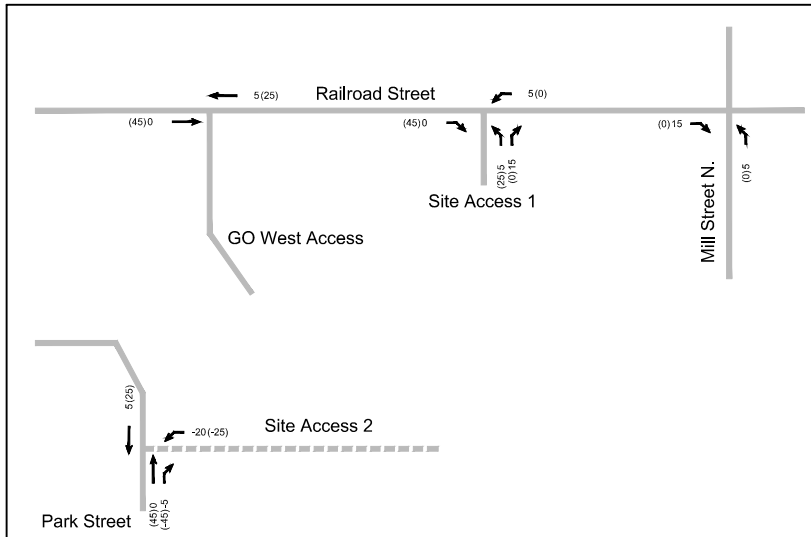 5(25)
Railroad Street
5(0)
(45)0
(45)0
(0)15
(25)5
(0)15
(0)5
Site Access 1
Mill Street N.
GO West Access
5(25)
-20(-25)
Site Access 2
(45)0
(-45)-5
Park Street